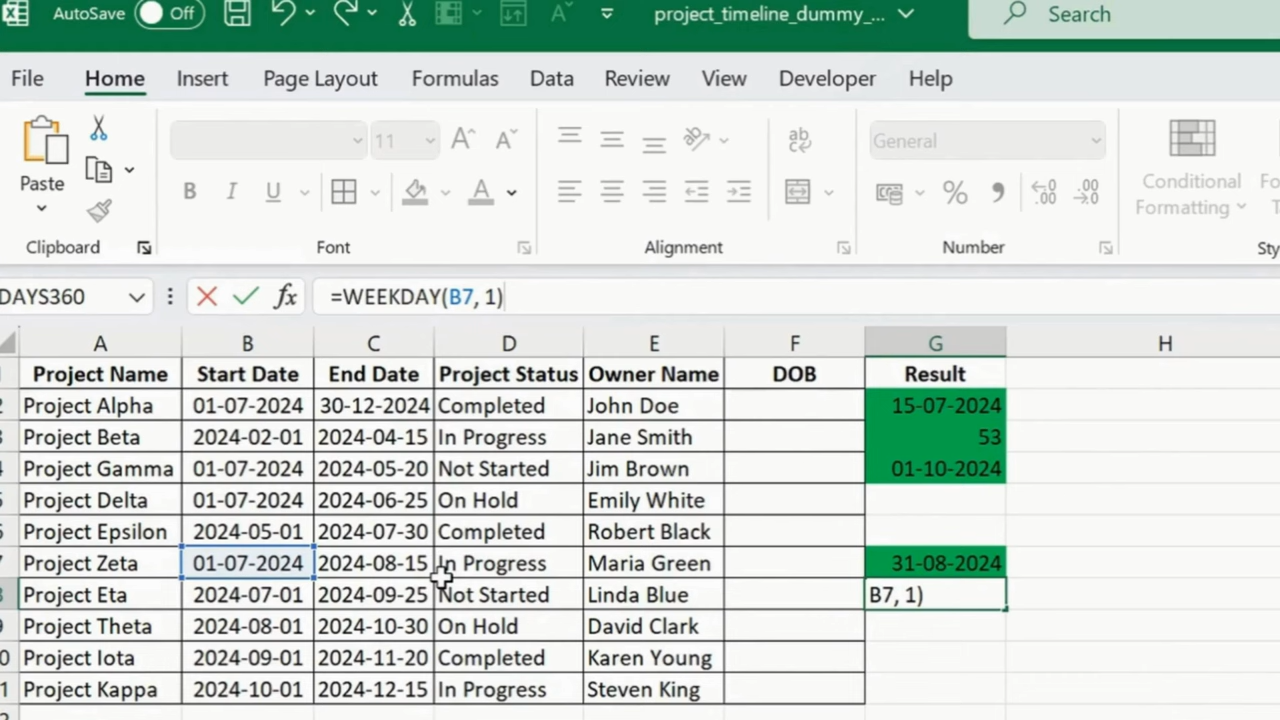 AutoSave Off project_timeline_dummy_... Search
File Home Insert Page Layout Formulas Data Review View Developer Help
Paste 11 A A ab General
B I U A % Conditional
Formatting
Clipboard Font Alignment Number
DAYS360 fx =WEEKDAY(B7, 1)
A B C D E F G H
Project Name Start Date End Date Project Status Owner Name DOB Result
Project Alpha 01-07-2024 30-12-2024 Completed John Doe 15-07-2024
Project Beta 2024-02-01 2024-04-15 In Progress Jane Smith 53
Project Gamma 01-07-2024 2024-05-20 Not Started Jim Brown 01-10-2024
Project Delta 01-07-2024 2024-06-25 On Hold Emily White
Project Epsilon 2024-05-01 2024-07-30 Completed Robert Black
Project Zeta 01-07-2024 2024-08-15 In Progress Maria Green 31-08-2024
Project Eta 2024-07-01 2024-09-25 Not Started Linda Blue B7, 1)
Project Theta 2024-08-01 2024-10-30 On Hold David Clark
Project Iota 2024-09-01 2024-11-20 Completed Karen Young
Project Kappa 2024-10-01 2024-12-15 In Progress Steven King